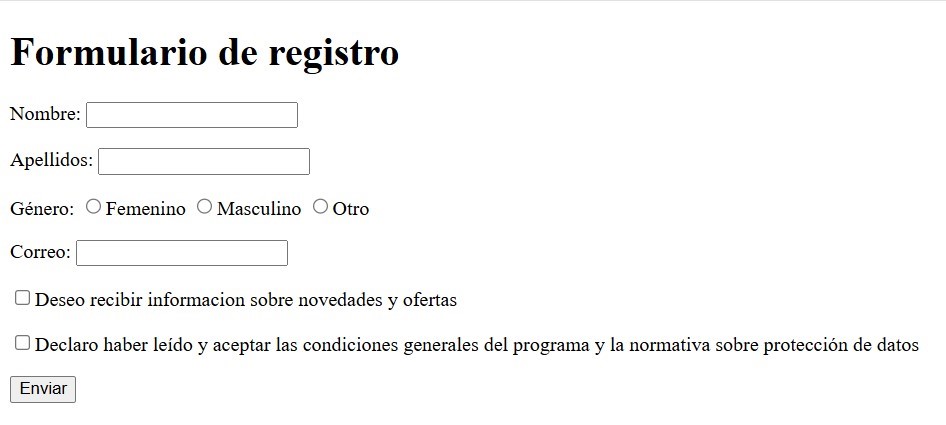 Formulario de registro
Nombre:
Apellidos:
Género: Femenino Masculino Otro
Correo:
Deseo recibir informacion sobre novedades y ofertas
Declaro haber leído y aceptar las condiciones generales del programa y la normativa sobre protección de datos
Enviar